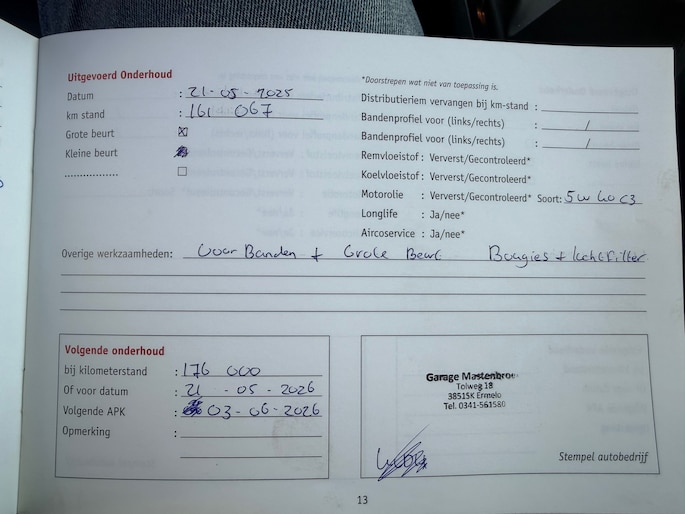 Uitgevoerd Onderhoud
Datum : 21-05-2025
km stand : 161 067
Grote beurt
Kleine beurt
..................
*Doorstrepen wat niet van toepassing is.
Distributieriem vervangen bij km-stand :
Bandenprofiel voor (links/rechts) : /
Bandenprofiel voor (links/rechts) : /
Remvloeistof : Ververst/Gecontroleerd*
Koelvloeistof : Ververst/Gecontroleerd*
Motorolie : Ververst/Gecontroleerd* Soort: 5w40 C3
Longlife : Ja/nee*
Aircoservice : Ja/nee*
Overige werkzaamheden: Voor Banden + Grote Beurt Bougies + luchtfilter
Volgende onderhoud
bij kilometerstand : 176 000
Of voor datum : 21 - 05 - 2026
Volgende APK : 03-06-2026
Opmerking :
Garage Mastenbroek
Tolweg 18
3851SK Ermelo
Tel. 0341-561580
Stempel autobedrijf
13